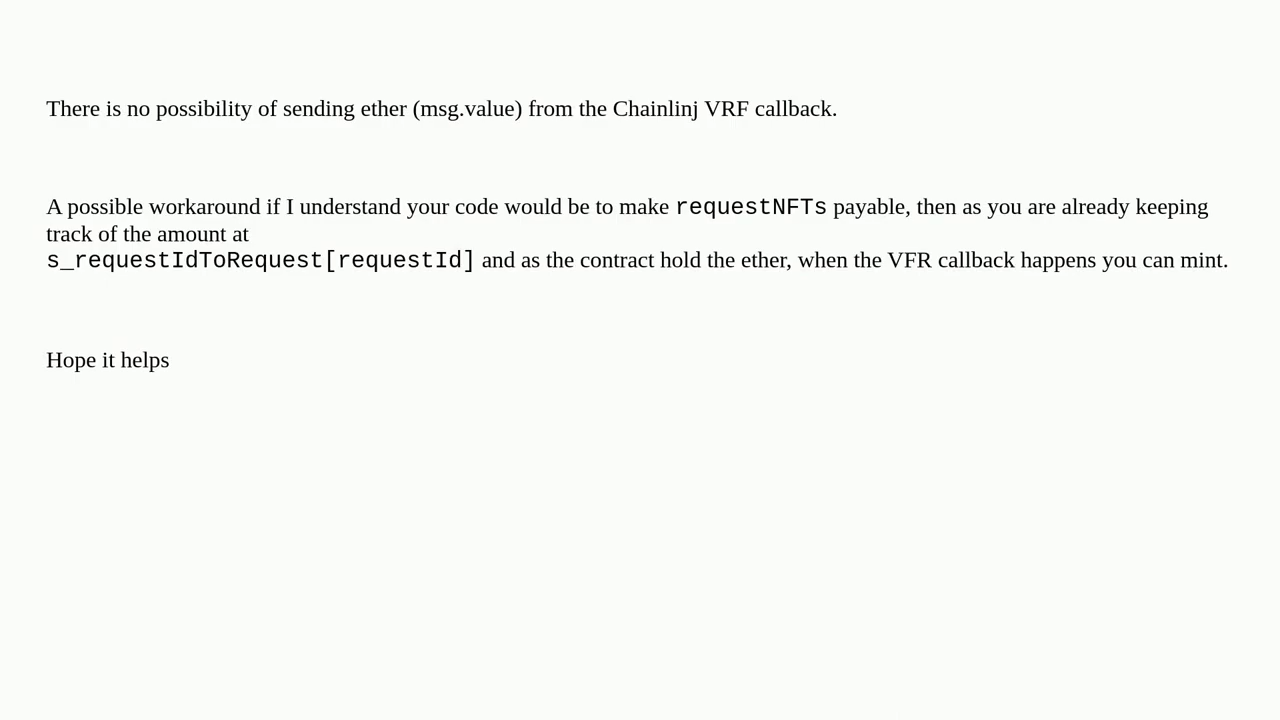 There is no possibility of sending ether (msg.value) from the Chainlinj VRF callback.
A possible workaround if I understand your code would be to make requestNFTs payable, then as you are already keeping
track of the amount at
s_requestIdToRequest[requestId] and as the contract hold the ether, when the VFR callback happens you can mint.
Hope it helps